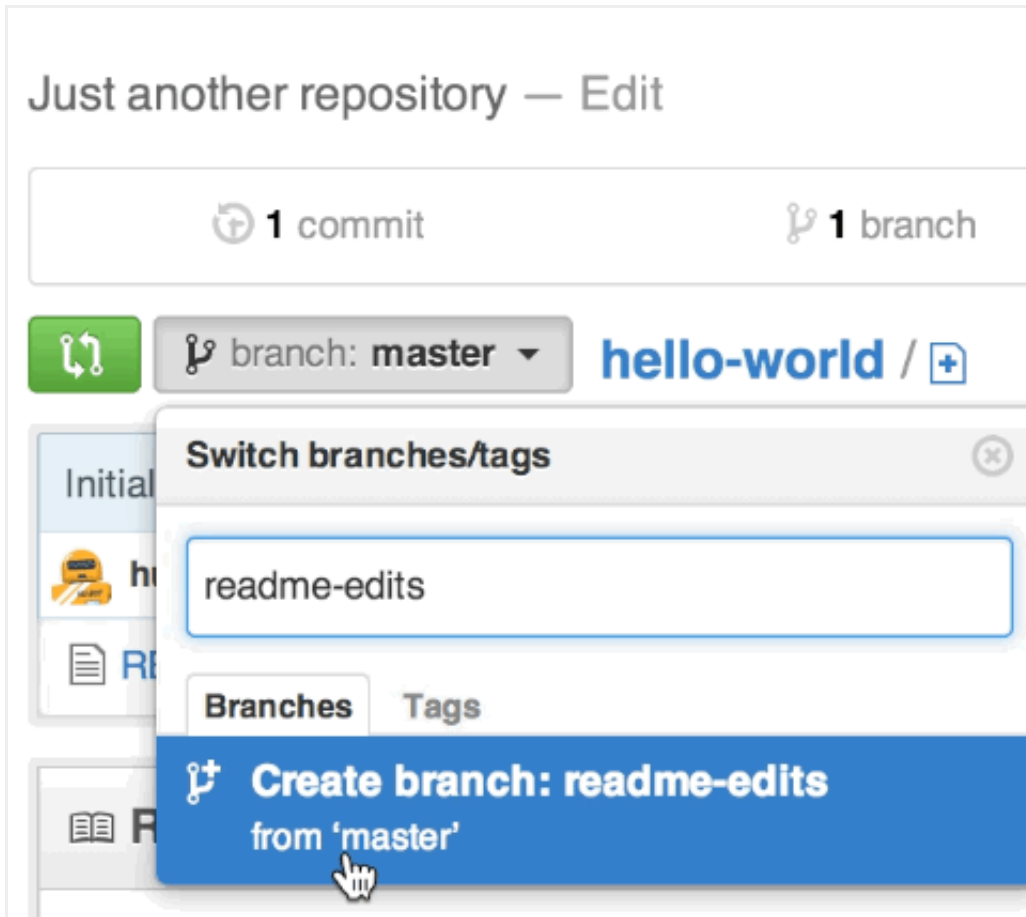 Just another repository — Edit
1 commit 1 branch
branch: master hello-world /
Switch branches/tags
Initial
readme-edits
Branches Tags
Create branch: readme-edits
from ‘master’